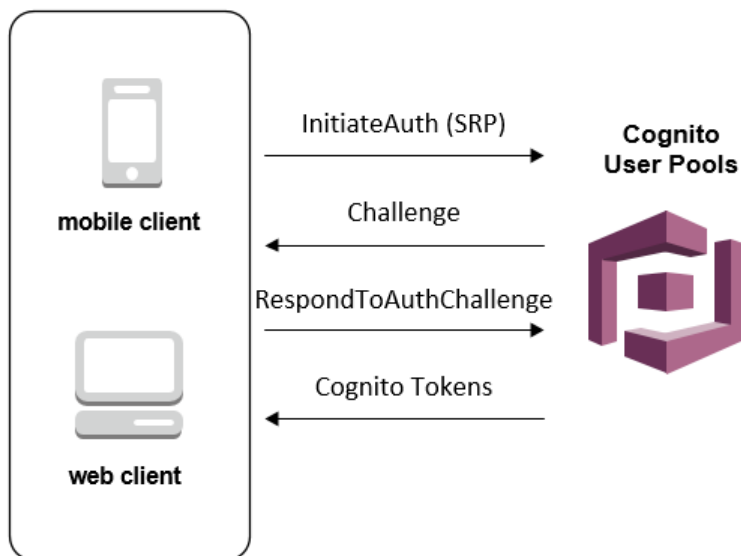 InitiateAuth (SRP)
Cognito
User Pools
mobile client
Challenge
RespondToAuthChallenge
Cognito Tokens
web client